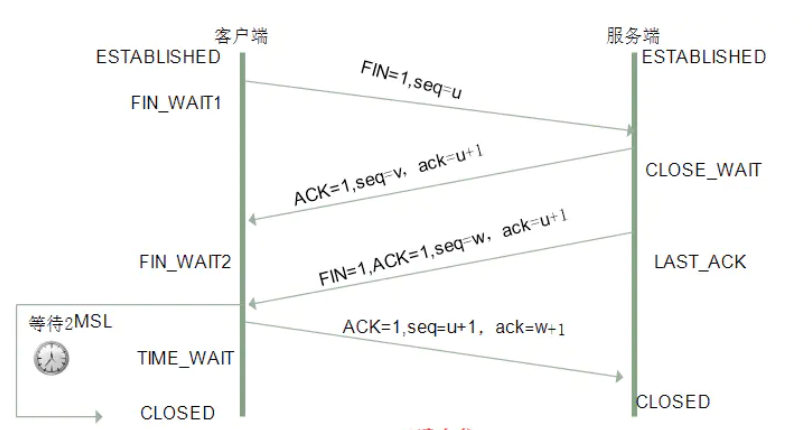 客户端
服务端
ESTABLISHED
ESTABLISHED
FIN=1,seq=u
FIN_WAIT1
ACK=1,seq=v，ack=u+1
CLOSE_WAIT
FIN_WAIT2
FIN=1,ACK=1,seq=w，ack=u+1
LAST_ACK
等待2MSL
ACK=1,seq=u+1，ack=w+1
TIME_WAIT
CLOSED
CLOSED